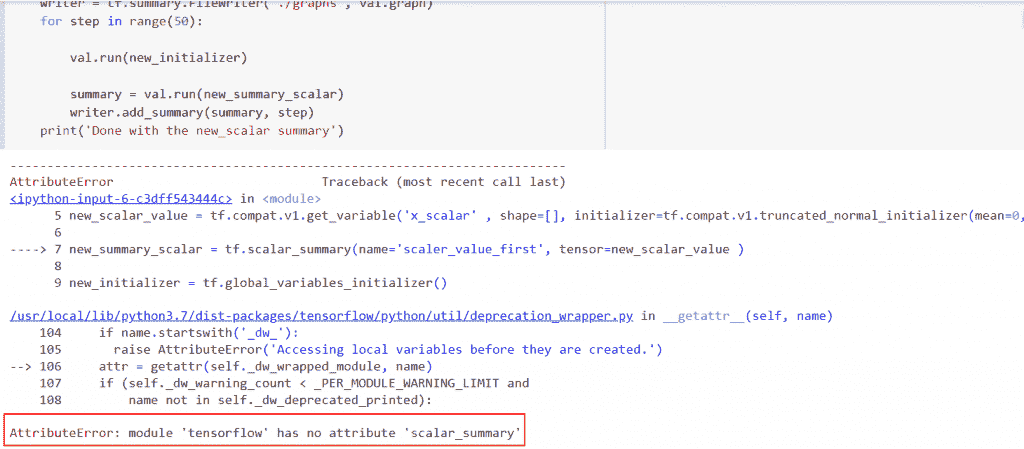 writer = tf.summary.FileWriter('./graphs', val.graph)
for step in range(50):
val.run(new_initializer)
summary = val.run(new_summary_scalar)
writer.add_summary(summary, step)
print('Done with the new_scalar summary')
---------------------------------------------------------------------------
AttributeError Traceback (most recent call last)
<ipython-input-6-c3dff543444c> in <module>
5 new_scalar_value = tf.compat.v1.get_variable('x_scalar' , shape=[], initializer=tf.compat.v1.truncated_normal_initializer(mean=0,
6
----> 7 new_summary_scalar = tf.scalar_summary(name='scaler_value_first', tensor=new_scalar_value )
8
9 new_initializer = tf.global_variables_initializer()
/usr/local/lib/python3.7/dist-packages/tensorflow/python/util/deprecation_wrapper.py in __getattr__(self, name)
104 if name.startswith('_dw_'):
105 raise AttributeError('Accessing local variables before they are created.')
--> 106 attr = getattr(self._dw_wrapped_module, name)
107 if (self._dw_warning_count < _PER_MODULE_WARNING_LIMIT and
108 name not in self._dw_deprecated_printed):
AttributeError: module 'tensorflow' has no attribute 'scalar_summary'